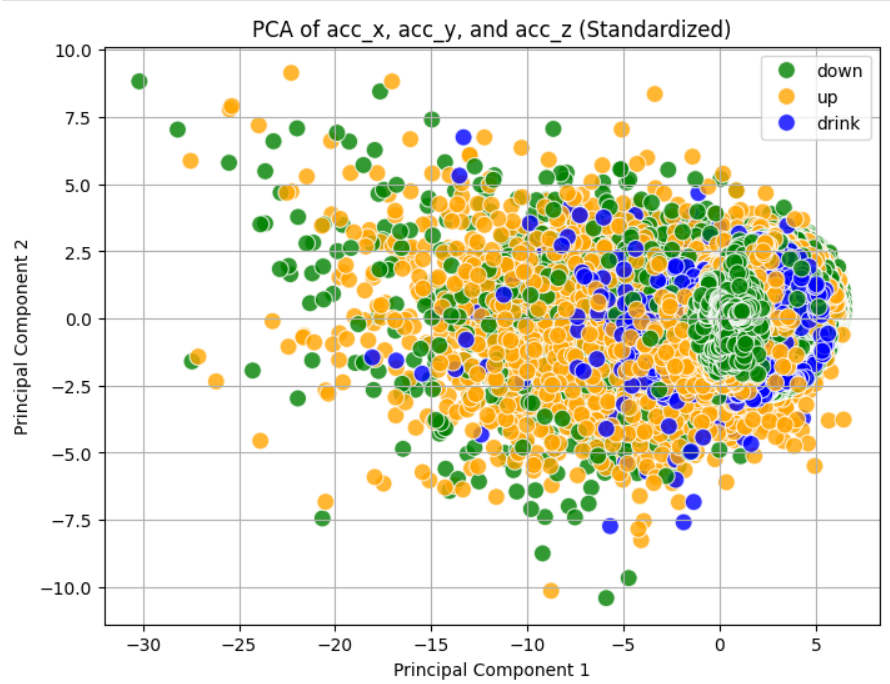 PCA of acc_x, acc_y, and acc_z (Standardized)
down
up
drink
10.0
7.5
5.0
2.5
0.0
−2.5
−5.0
−7.5
−10.0
Principal Component 2
−30 −25 −20 −15 −10 −5 0 5
Principal Component 1